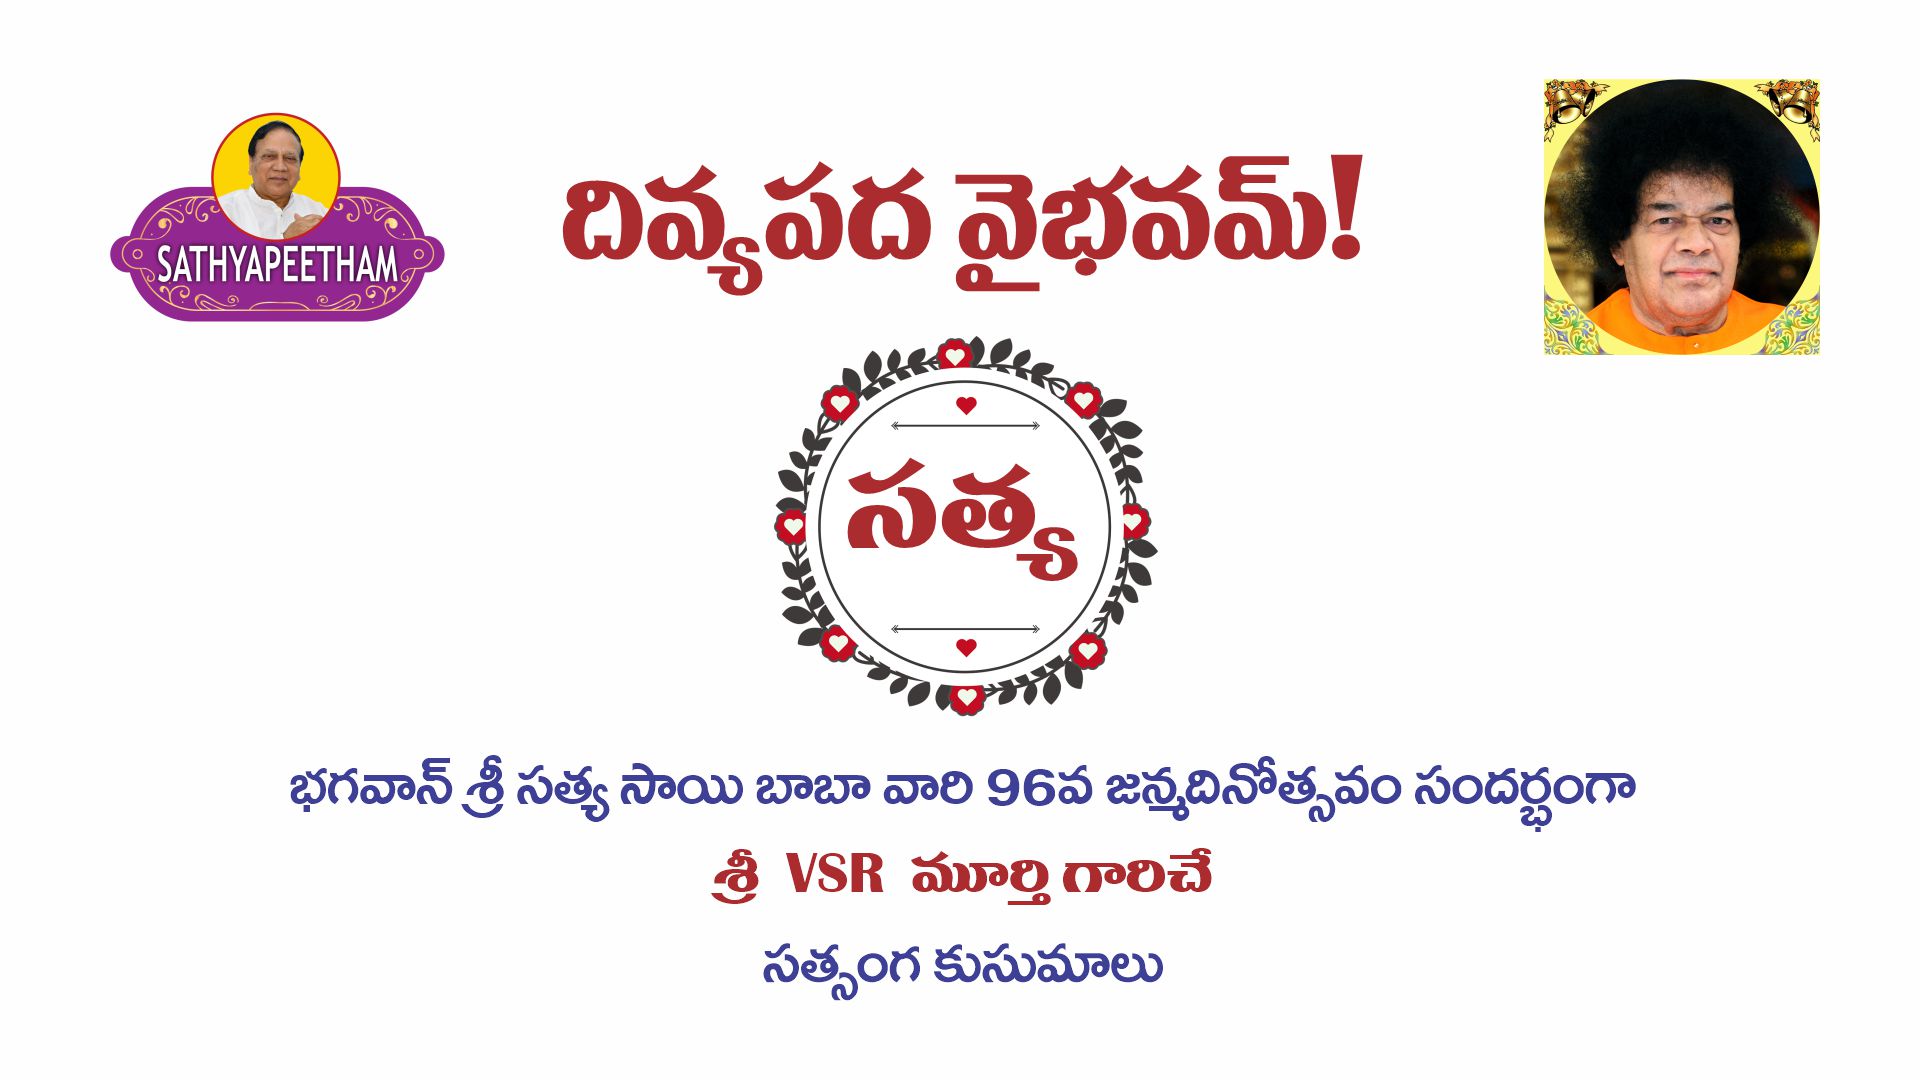 SATHYAPEETHAM
దివ్యపద వైభవమ్!
సత్య
భగవాన్ శ్రీ సత్య సాయి బాబా వారి 96వ జన్మదినోత్సవం సందర్భంగా
శ్రీ VSR మూర్తి గారిచే
సత్సంగ కుసుమాలు